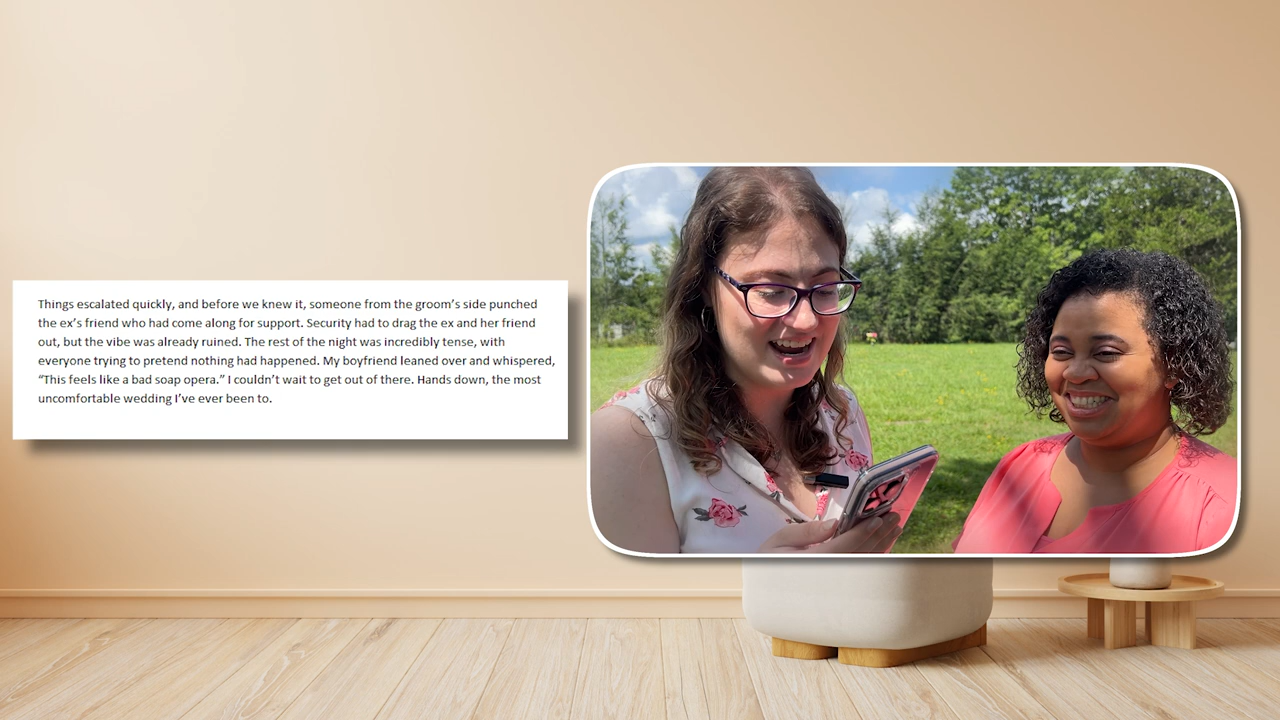 Things escalated quickly, and before we knew it, someone from the groom's side punched
the ex's friend who had come along for support. Security had to drag the ex and her friend
out, but the vibe was already ruined. The rest of the night was incredibly tense, with
everyone trying to pretend nothing had happened. My boyfriend leaned over and whispered,
“This feels like a bad soap opera.” I couldn't wait to get out of there. Hands down, the most
uncomfortable wedding I've ever been to.